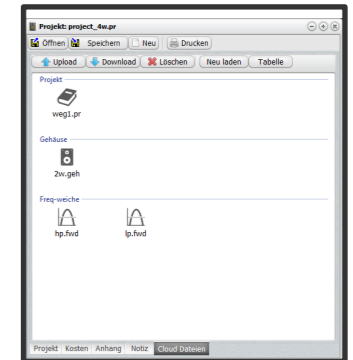 Projekt: project_4w.pr
Öffnen Speichern Neu Drucken
Upload Download Löschen Neu laden Tabelle
Projekt
weg1.pr
Gehäuse
2w.geh
Freq-weiche
hp.fwd lp.fwd
Projekt Kosten Anhang Notiz Cloud Dateien